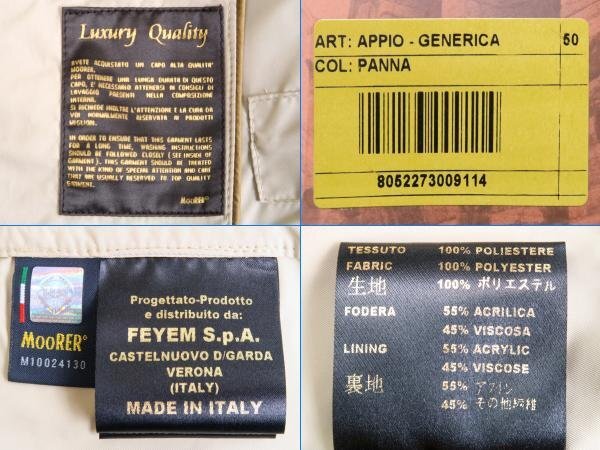 Luxury Quality
AVETE ACQUISTATO UN CAPO ALTA QUALITA'
MOORER.
PER OTTENERE UNA LUNGA DURATA DI QUESTO
CAPO, E' NECESSARIO ATTENERSI AI CONSIGLI DI
LAVAGGIO PRESENTI NELLA COMPOSIZIONE
INTERNA.
SI RICHIEDE INOLTRE L'ATTENZIONE E LA CURA DA
VOI NORMALMENTE RISERVATA AI PRODOTTI
MIGLIORI.
IN ORDER TO ENSURE THAT THIS GARMENT LASTS
FOR A LONG TIME, WASHING INSTRUCTIONS
SHOULD BE FOLLOWED CLOSELY (SEE INSIDE OF
GARMENT). THIS GARMENT SHOULD BE TREATED
WITH THE KIND OF SPECIAL ATTENTION AND CARE
THAT ARE USUALLY RESERVED TO TOP QUALITY
GARMENT.
MOORER
ART: APPIO - GENERICA 50
COL: PANNA
8052273009114
MOORER
M10024130
Progettato-Prodotto
e distribuito da:
FEYEM S.p.A.
CASTELNUOVO D/GARDA
VERONA
(ITALY)
MADE IN ITALY
TESSUTO 100% POLIESTERE
FABRIC 100% POLYESTER
生地 100% ポリエステル
FODERA 55% ACRILICA
45% VISCOSA
LINING 55% ACRYLIC
45% VISCOSE
裏地 55%
45% その他